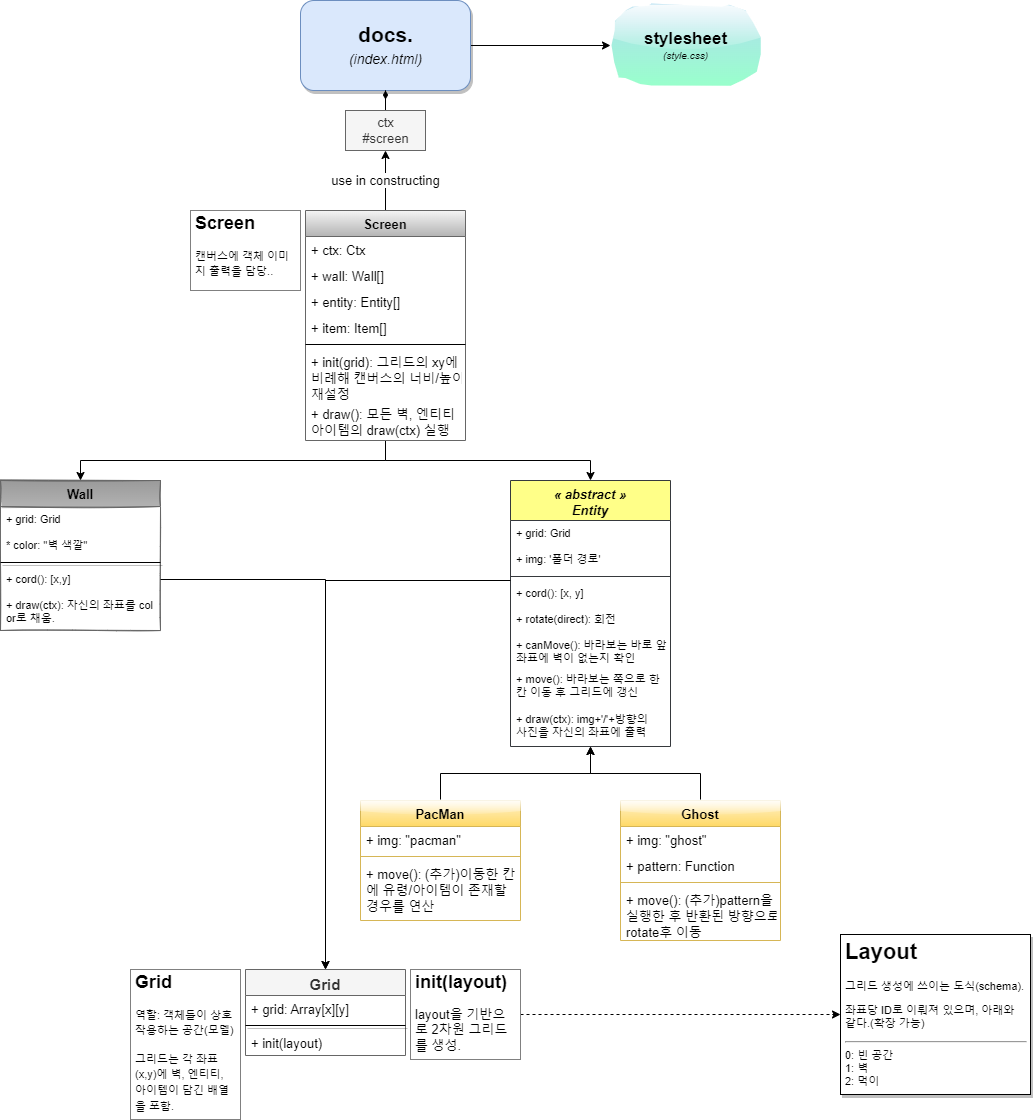 docs.
(index.html)
stylesheet
(style.css)
ctx
#screen
use in constructing
Screen
캔버스에 객체 이미
지 출력을 담당..
Screen
+ ctx: Ctx
+ wall: Wall[]
+ entity: Entity[]
+ item: Item[]
+ init(grid): 그리드의 xy에
비례해 캔버스의 너비/높이
재설정
+ draw(): 모든 벽, 엔티티
아이템의 draw(ctx) 실행
Wall
+ grid: Grid
* color: "벽 색깔"
+ cord(): [x,y]
+ draw(ctx): 자신의 좌표를 col
or로 채움.
« abstract »
Entity
+ grid: Grid
+ img: '폴더 경로'
+ cord(): [x, y]
+ rotate(direct): 회전
+ canMove(): 바라보는 바로 앞
좌표에 벽이 없는지 확인
+ move(): 바라보는 쪽으로 한
칸 이동 후 그리드에 갱신
+ draw(ctx): img+'/'+방향의
사진을 자신의 좌표에 출력
PacMan
+ img: "pacman"
+ move(): (추가)이동한 칸
에 유령/아이템이 존재할
경우를 연산
Ghost
+ img: "ghost"
+ pattern: Function
+ move(): (추가)pattern을
실행한 후 반환된 방향으로
rotate후 이동
Grid
역할: 객체들이 상호
작용하는 공간(모델)
그리드는 각 좌표
(x,y)에 벽, 엔티티,
아이템이 담긴 배열
을 포함.
Grid
+ grid: Array[x][y]
+ init(layout)
init(layout)
layout을 기반으
로 2차원 그리드
를 생성.
Layout
그리드 생성에 쓰이는 도식(schema).
좌표당 ID로 이뤄져 있으며, 아래와
같다.(확장 가능)
0: 빈 공간
1: 벽
2: 먹이